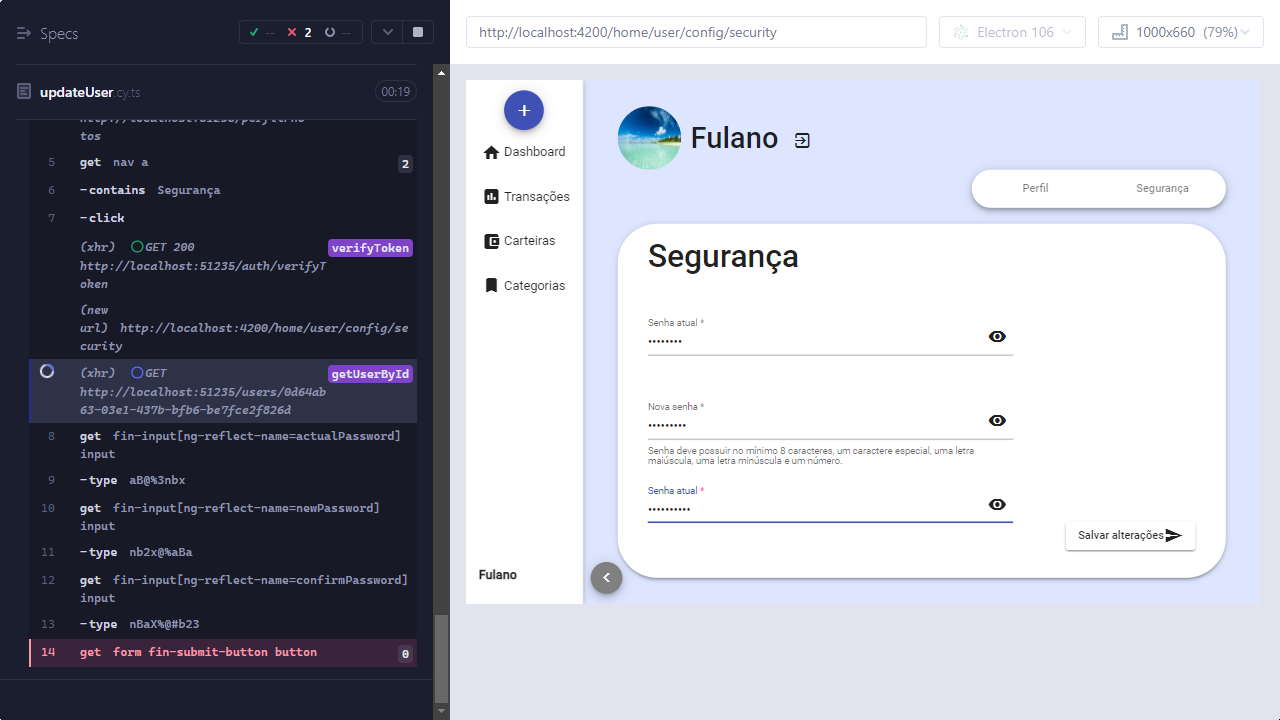 Specs
-- 2 --
updateUser.cy.ts
00:19
tos
5 get nav a 2
6 -contains Segurança
7 -click
(xhr) GET 200 verifyToken
http://localhost:51235/auth/verifyT
oken
(new
url) http://localhost:4200/home/user/config/se
curity
(xhr) GET getUserById
http://localhost:51235/users/0d64ab
63-03e1-437b-bfb6-be7fce2f826d
8 get fin-input[ng-reflect-name=actualPassword]
input
9 -type aB@%3nbx
10 get fin-input[ng-reflect-name=newPassword]
input
11 -type nb2x@%aBa
12 get fin-input[ng-reflect-name=confirmPassword]
input
13 -type nBaX%@#b23
14 get form fin-submit-button button 0
http://localhost:4200/home/user/config/security
Electron 106
1000x660 (79%)
+
Dashboard
Transações
Carteiras
Categorias
Fulano
Fulano
Perfil
Segurança
Segurança
Senha atual *
••••••••
Nova senha *
•••••••••
Senha deve possuir no mínimo 8 caracteres, um caractere especial, uma letra
maiúscula, uma letra minúscula e um número.
Senha atual *
••••••••••
Salvar alterações